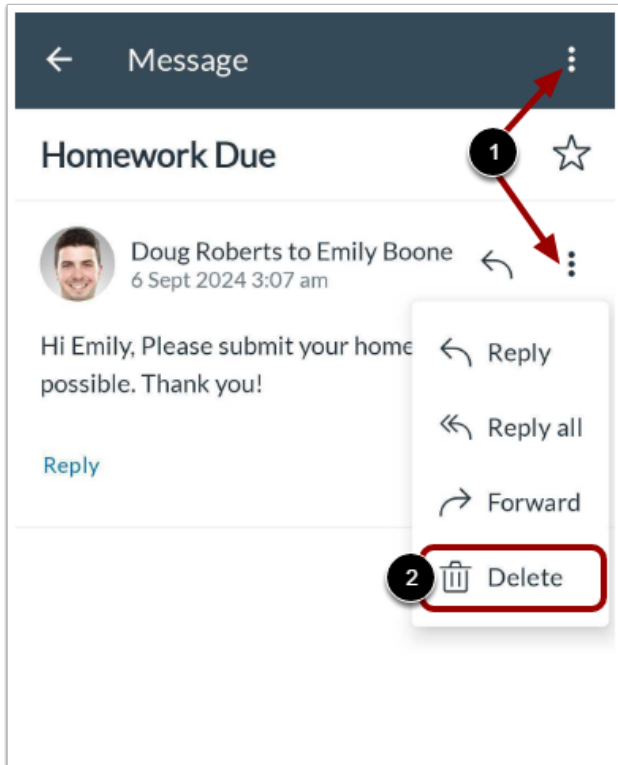 Message
1
Homework Due
Doug Roberts to Emily Boone
6 Sept 2024 3:07 am
Hi Emily, Please submit your home
possible. Thank you!
Reply
Reply
Reply all
Forward
2
Delete